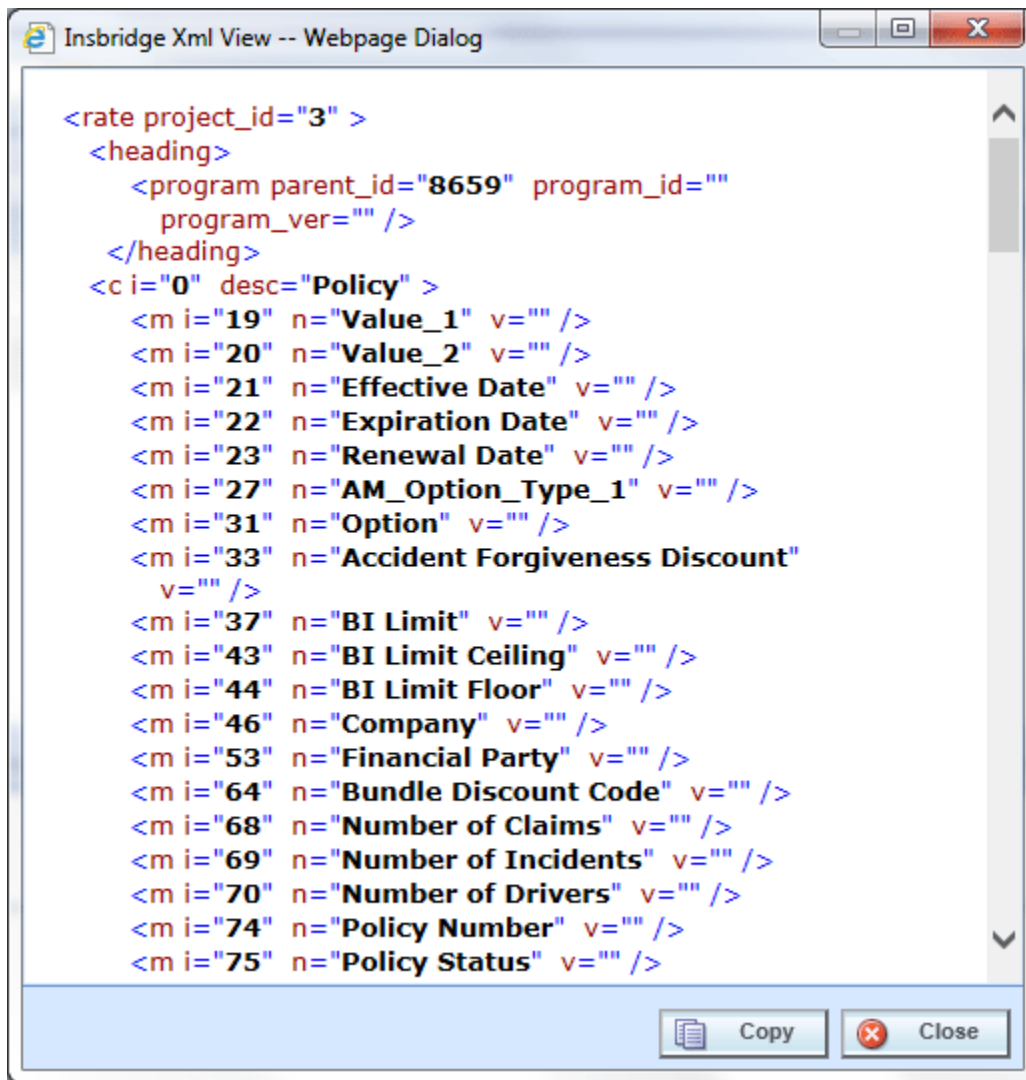 Insbridge Xml View -- Webpage Dialog
<rate project_id="3" >
<heading>
<program parent_id="8659" program_id=""
program_ver="" />
</heading>
<c i="0" desc="Policy" >
<m i="19" n="Value_1" v="" />
<m i="20" n="Value_2" v="" />
<m i="21" n="Effective Date" v="" />
<m i="22" n="Expiration Date" v="" />
<m i="23" n="Renewal Date" v="" />
<m i="27" n="AM_Option_Type_1" v="" />
<m i="31" n="Option" v="" />
<m i="33" n="Accident Forgiveness Discount"
v="" />
<m i="37" n="BI Limit" v="" />
<m i="43" n="BI Limit Ceiling" v="" />
<m i="44" n="BI Limit Floor" v="" />
<m i="46" n="Company" v="" />
<m i="53" n="Financial Party" v="" />
<m i="64" n="Bundle Discount Code" v="" />
<m i="68" n="Number of Claims" v="" />
<m i="69" n="Number of Incidents" v="" />
<m i="70" n="Number of Drivers" v="" />
<m i="74" n="Policy Number" v="" />
<m i="75" n="Policy Status" v="" />
Copy Close